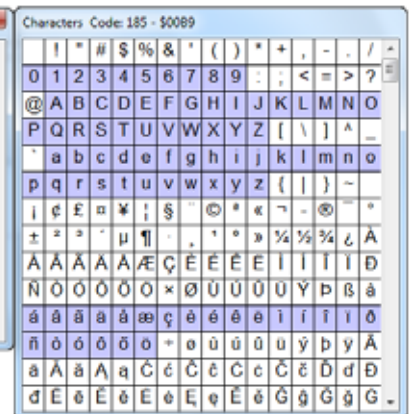 Characters Code: 185 - $00B9
! " # $ % & ' ( ) * + , - . /
0 1 2 3 4 5 6 7 8 9 : ; < = > ?
@ A B C D E F G H I J K L M N O
P Q R S T U V W X Y Z [ \ ] ^ _
` a b c d e f g h i j k l m n o
p q r s t u v w x y z { | } ~
¡ ¢ £ ¤ ¥ ¦ § ¨ © ª « ¬ - ® ¯ °
± ² ³ ´ µ ¶ · ¸ ¹ º » ¼ ½ ¾ ¿ À
Á Â Ã Ä Å Æ Ç È É Ê Ë Ì Í Î Ï Ð
Ñ Ò Ó Ô Õ Ö × Ø Ù Ú Û Ü Ý Þ ß à
á â ã ä å æ ç è é ê ë ì í î ï ð
ñ ò ó ô õ ö ÷ ø ù ú û ü ý þ ÿ Ā
ā Ă ă Ą ą Ć ć Ĉ ĉ Ċ ċ Č č Ď ď Đ
đ Ē ē Ĕ ĕ Ė ė Ę ę Ě ě Ĝ ĝ Ğ ğ Ġ